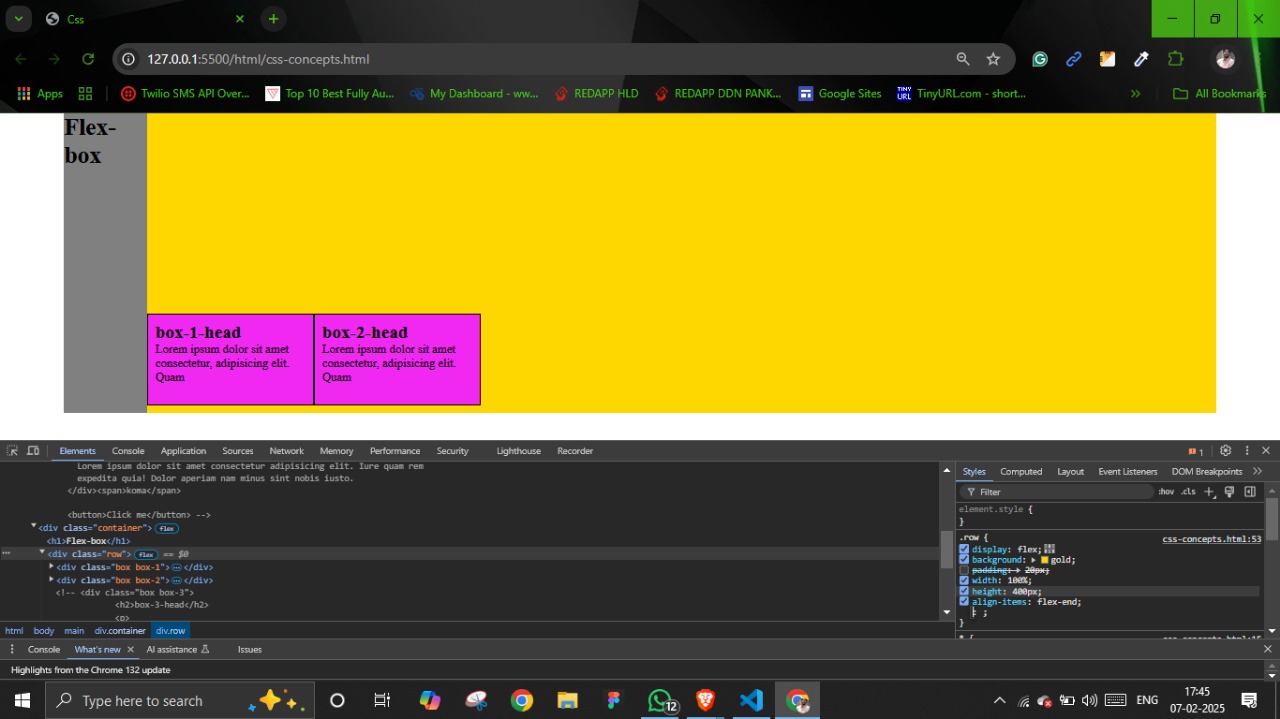 Css
127.0.0.1:5500/html/css-concepts.html
Apps
Twilio SMS API Over...
Top 10 Best Fully Au...
My Dashboard - ww...
REDAPP HLD
REDAPP DDN PANK...
Google Sites
TINY URL
TinyURL.com - short...
»
All Bookmarks
Flex-
box
box-1-head
Lorem ipsum dolor sit amet
consectetur, adipisicing elit.
Quam
box-2-head
Lorem ipsum dolor sit amet
consectetur, adipisicing elit.
Quam
Elements Console Application Sources Network Memory Performance Security Lighthouse Recorder
1
Lorem ipsum dolor sit amet consectetur adipisicing elit. Iure quam rem
expedita quia! Dolor aperiam nam minus sint nobis iusto.
</div><span>koma</span>
<button>Click me</button> -->
<div class="container"> flex
<h1>Flex-box</h1>
<div class="row"> flex == $0
<div class="box box-1">…</div>
<div class="box box-2">…</div>
<!-- <div class="box box-3">
<h2>box-3-head</h2>
<p>
html body main div.container div.row
Styles Computed Layout Event Listeners DOM Breakpoints »
Filter :hov .cls
element.style {
}
.row { css-concepts.html:53
display: flex;
background: gold;
padding: 20px;
width: 100%;
height: 400px;
align-items: flex-end;
: ;
}
Console What's new AI assistance Issues
Highlights from the Chrome 132 update
Type here to search
12
ENG
17:45
07-02-2025